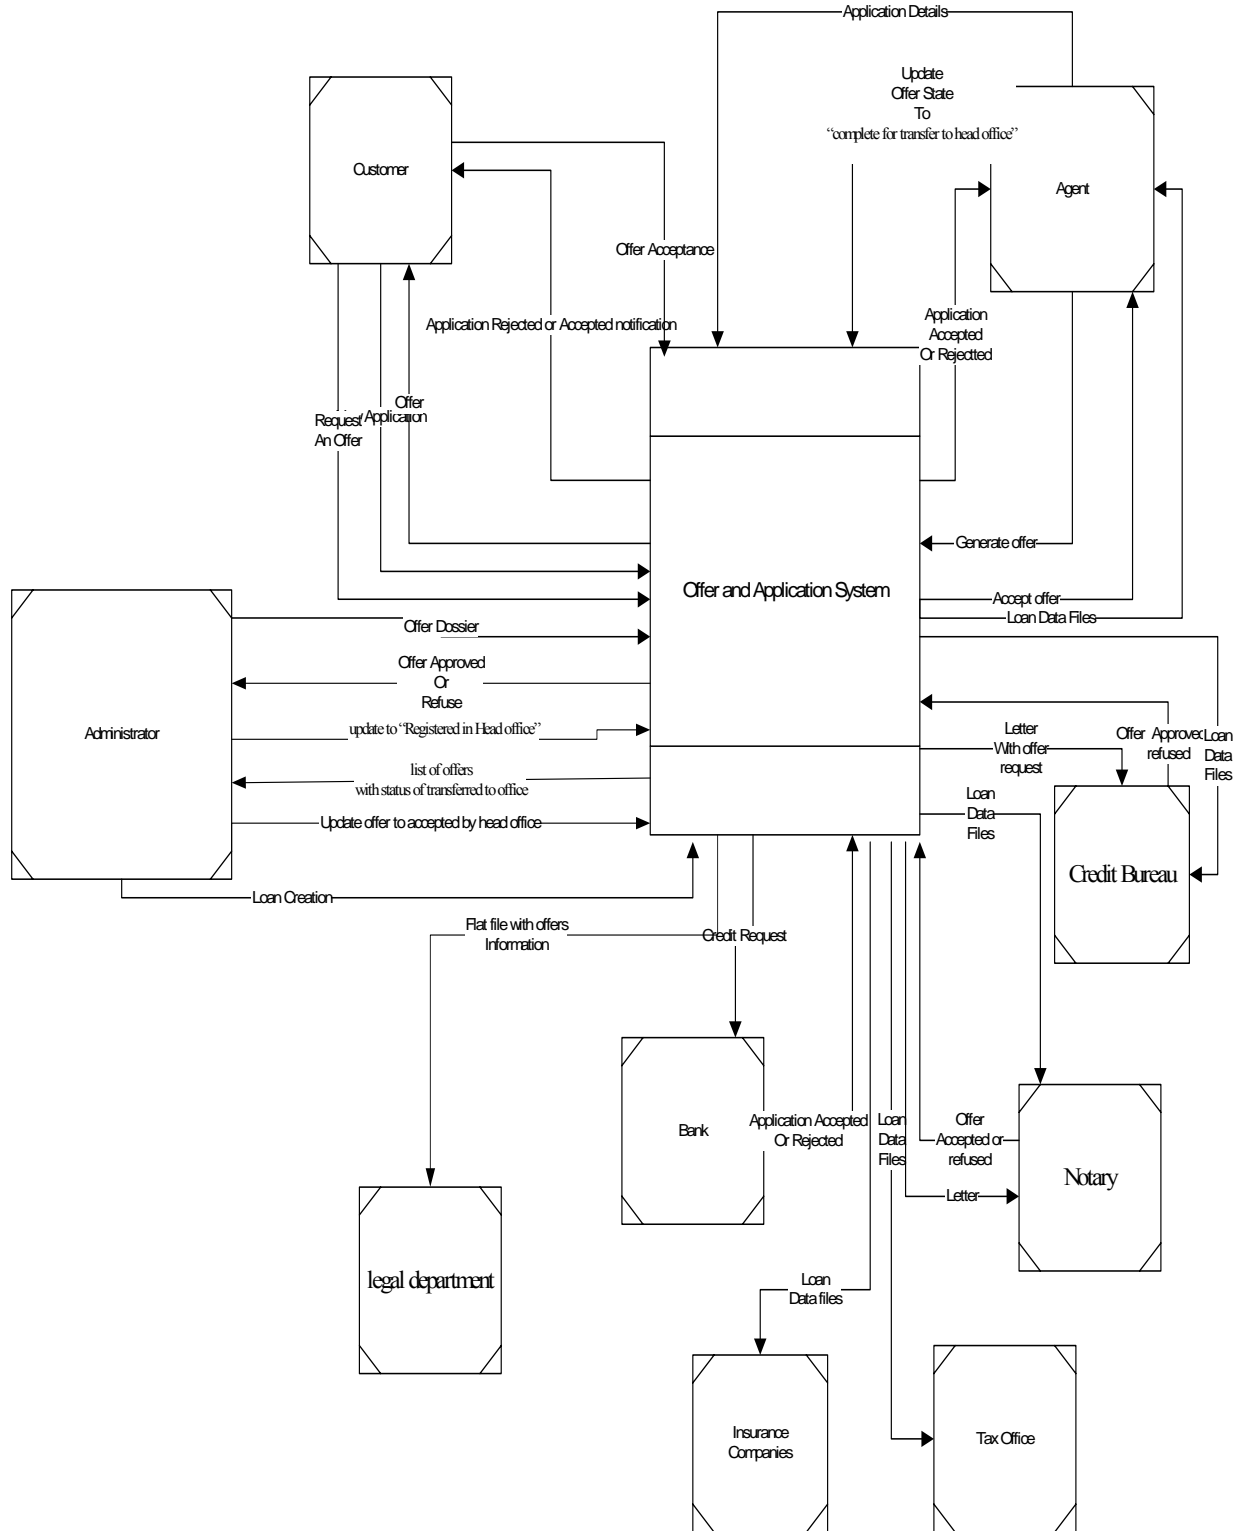 Application Details
Update
Offer State
To
“complete for transfer to head office”
Customer
Agent
Offer Acceptance
Application Rejected or Accepted notification
Application
Accepted
Or Rejectted
Offer
Application
Request
An Offer
Generate offer
Offer and Application System
Accept offer
Loan Data Files
Offer Dossier
Offer Approved
Or
Refuse
Administrator
update to “Registered in Head office”
Letter
With offer
request
Offer Approved
refused
Loan
Data
Files
list of offers
with status of transferred to office
Loan
Data
Files
Update offer to accepted by head office
Credit Bureau
Loan Creation
Flat file with offers
Information
Credit Request
Bank
Application Accepted
Or Rejected
Loan
Data
Files
Offer
Accepted or
refused
Notary
Letter
legal department
Loan
Data files
Insurance
Companies
Tax Office